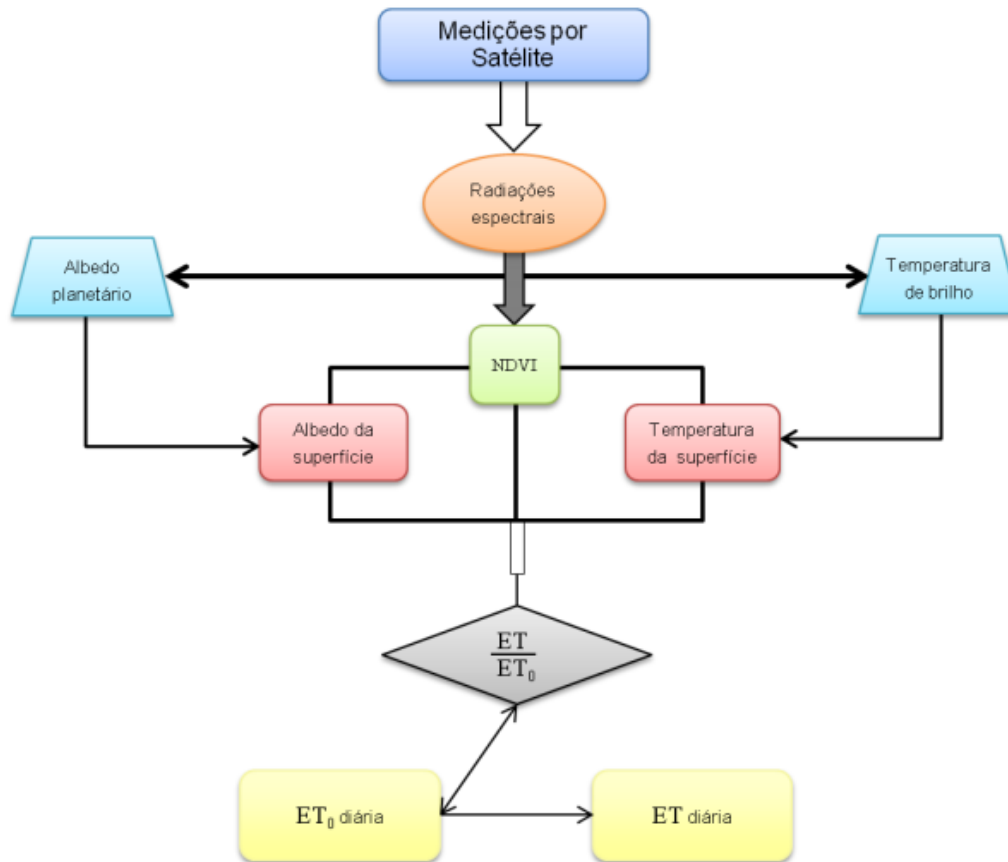 Medições por
Satélite
Radiações
espectrais
Albedo
planetário
Temperatura
de brilho
NDVI
Albedo da
superfície
Temperatura
da superfície
ET
ET₀
ET₀ diária
ET diária